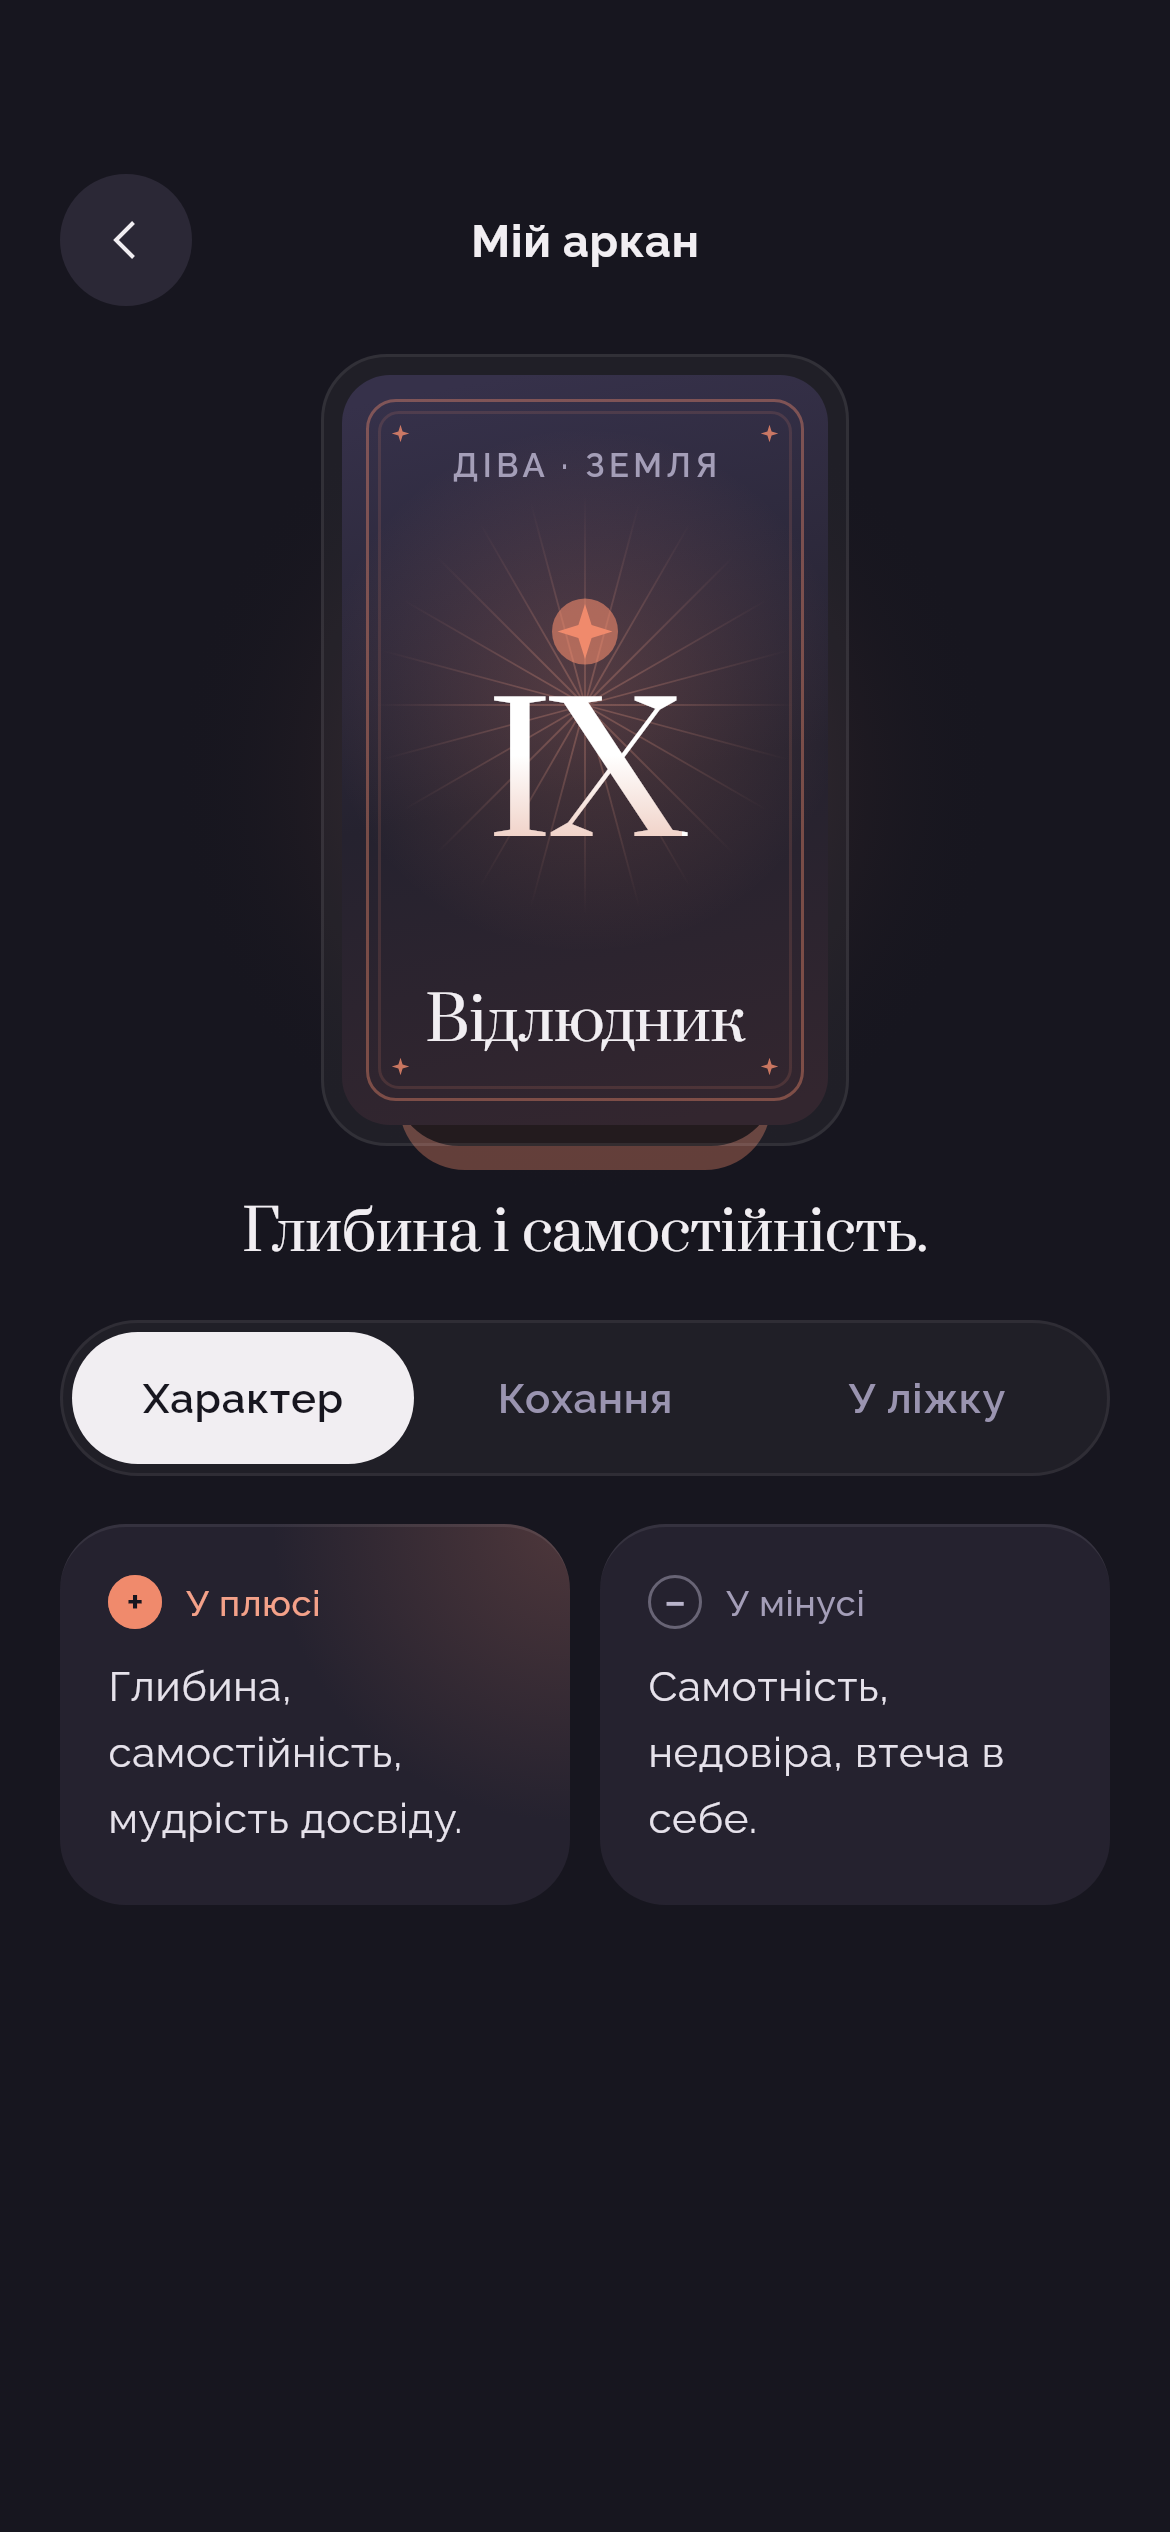 Мій аркан
ДІВА · ЗЕМЛЯ
IX
Відлюдник
Глибина і самостійність.
Характер
Кохання
У ліжку
У плюсі
Глибина,
самостійність,
мудрість досвіду.
У мінусі
Самотність,
недовіра, втеча в
себе.